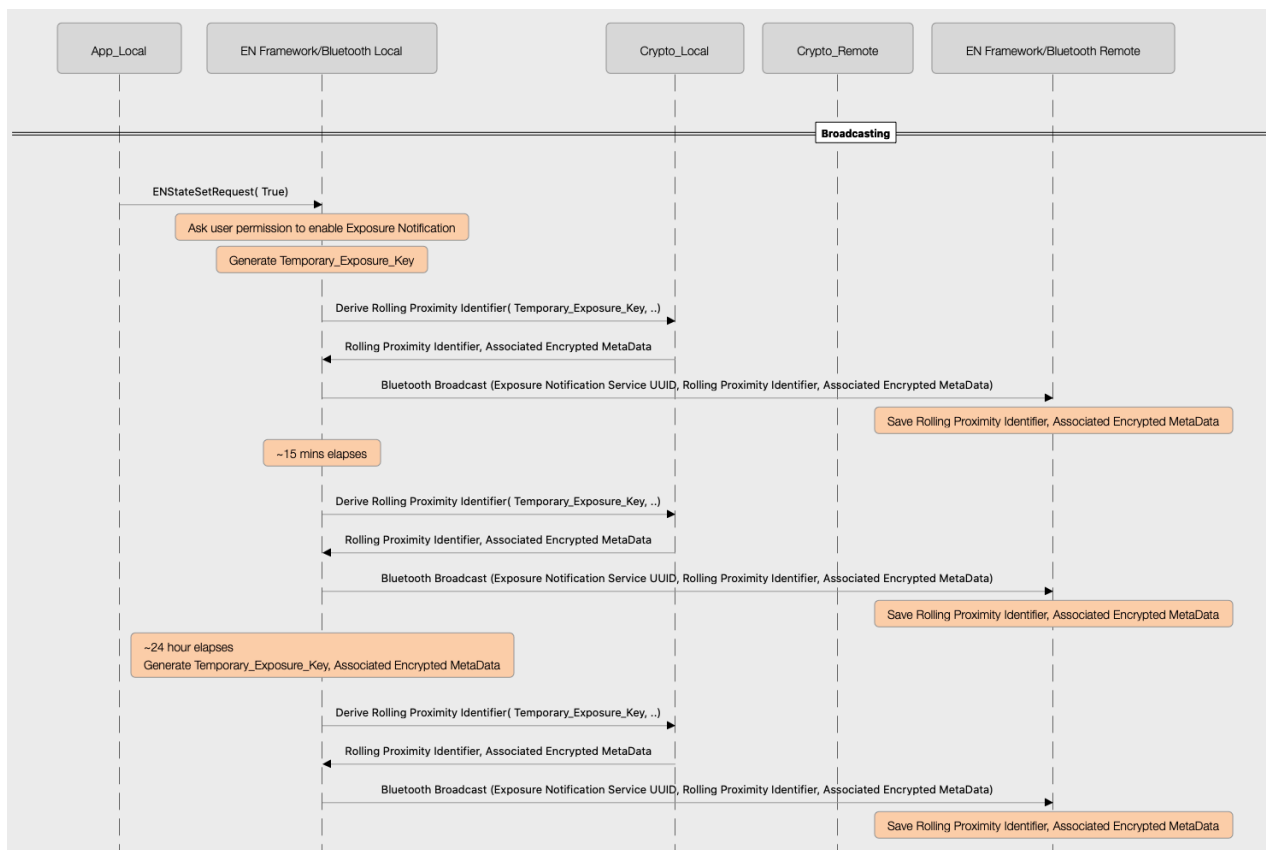 App_Local
EN Framework/Bluetooth Local
Crypto_Local
Crypto_Remote
EN Framework/Bluetooth Remote
Broadcasting
ENStateSetRequest( True)
Ask user permission to enable Exposure Notification
Generate Temporary_Exposure_Key
Derive Rolling Proximity Identifier( Temporary_Exposure_Key, ..)
Rolling Proximity Identifier, Associated Encrypted MetaData
Bluetooth Broadcast (Exposure Notification Service UUID, Rolling Proximity Identifier, Associated Encrypted MetaData)
Save Rolling Proximity Identifier, Associated Encrypted MetaData
~15 mins elapses
Derive Rolling Proximity Identifier( Temporary_Exposure_Key, ..)
Rolling Proximity Identifier, Associated Encrypted MetaData
Bluetooth Broadcast (Exposure Notification Service UUID, Rolling Proximity Identifier, Associated Encrypted MetaData)
Save Rolling Proximity Identifier, Associated Encrypted MetaData
~24 hour elapses
Generate Temporary_Exposure_Key, Associated Encrypted MetaData
Derive Rolling Proximity Identifier( Temporary_Exposure_Key, ..)
Rolling Proximity Identifier, Associated Encrypted MetaData
Bluetooth Broadcast (Exposure Notification Service UUID, Rolling Proximity Identifier, Associated Encrypted MetaData)
Save Rolling Proximity Identifier, Associated Encrypted MetaData